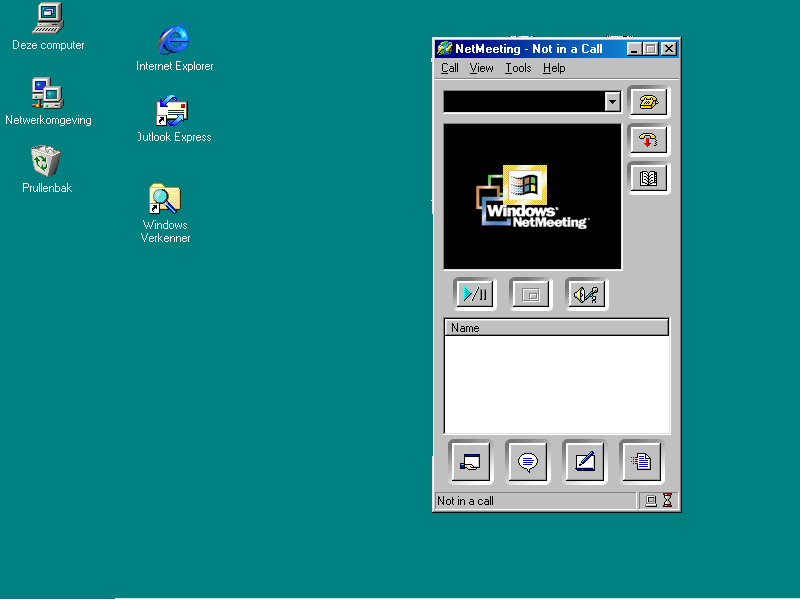 Deze computer
Internet Explorer
Netwerkomgeving
Outlook Express
Prullenbak
Windows
Verkenner
NetMeeting - Not in a Call
Call View Tools Help
Windows
NetMeeting
Name
Not in a call